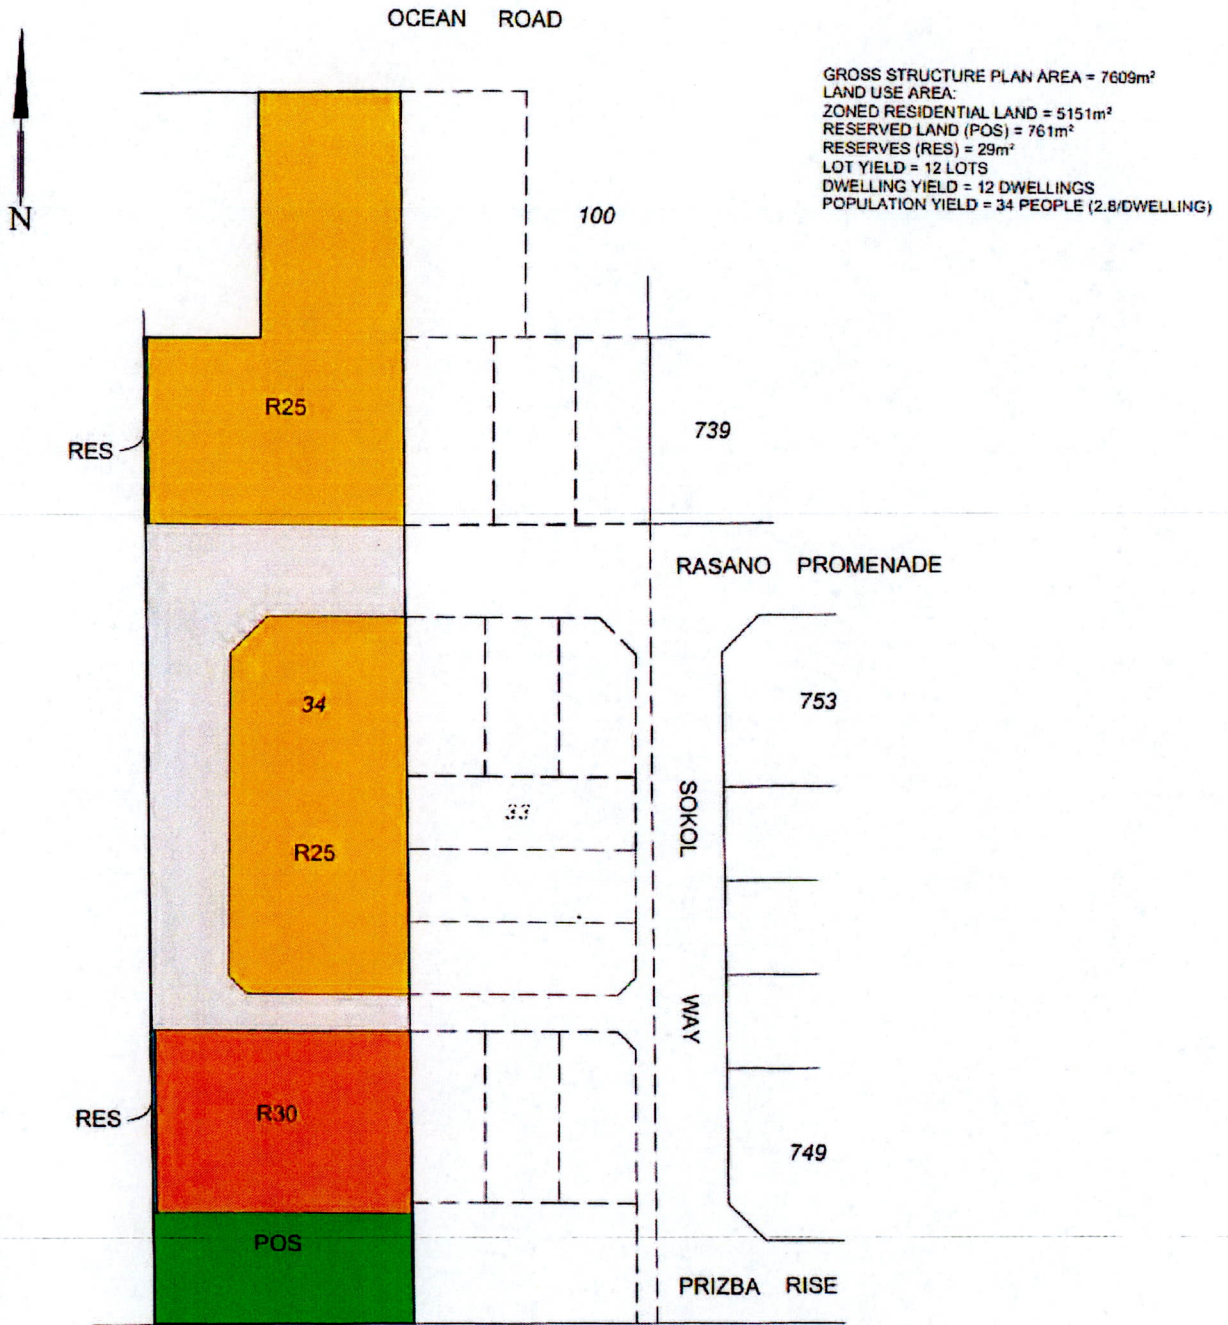 OCEAN ROAD
GROSS STRUCTURE PLAN AREA = 7609m²
LAND USE AREA:
ZONED RESIDENTIAL LAND = 5151m²
RESERVED LAND (POS) = 761m²
RESERVES (RES) = 29m²
LOT YIELD = 12 LOTS
DWELLING YIELD = 12 DWELLINGS
POPULATION YIELD = 34 PEOPLE (2.8/DWELLING)
N
100
R25
RES
739
RASANO PROMENADE
34
753
33
SOKOL WAY
R25
RES
R30
749
POS
PRIZBA RISE